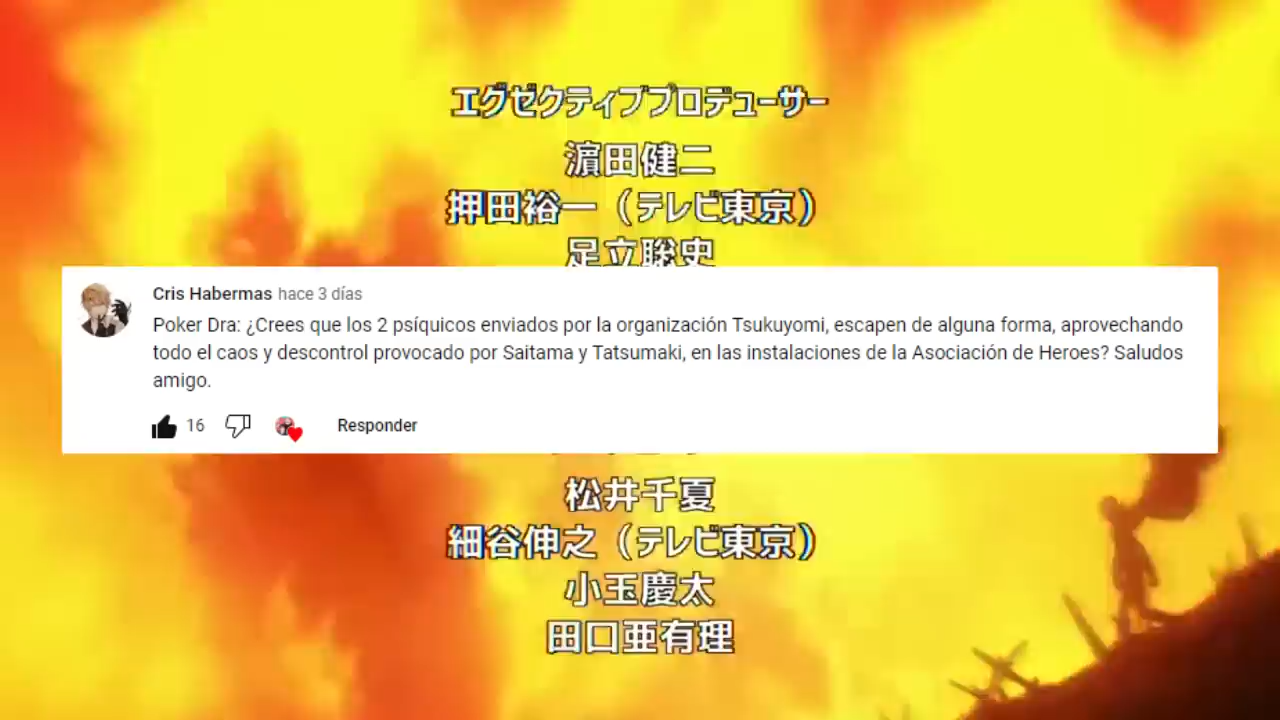 エグゼクティブプロデューサー
濵田健二
押田裕一（テレビ東京）
足立聡史
Cris Habermas hace 3 días
Poker Dra: ¿Crees que los 2 psíquicos enviados por la organización Tsukuyomi, escapen de alguna forma, aprovechando
todo el caos y descontrol provocado por Saitama y Tatsumaki, en las instalaciones de la Asociación de Heroes? Saludos
amigo.
16 Responder
松井千夏
細谷伸之（テレビ東京）
小玉慶太
田口亜有理